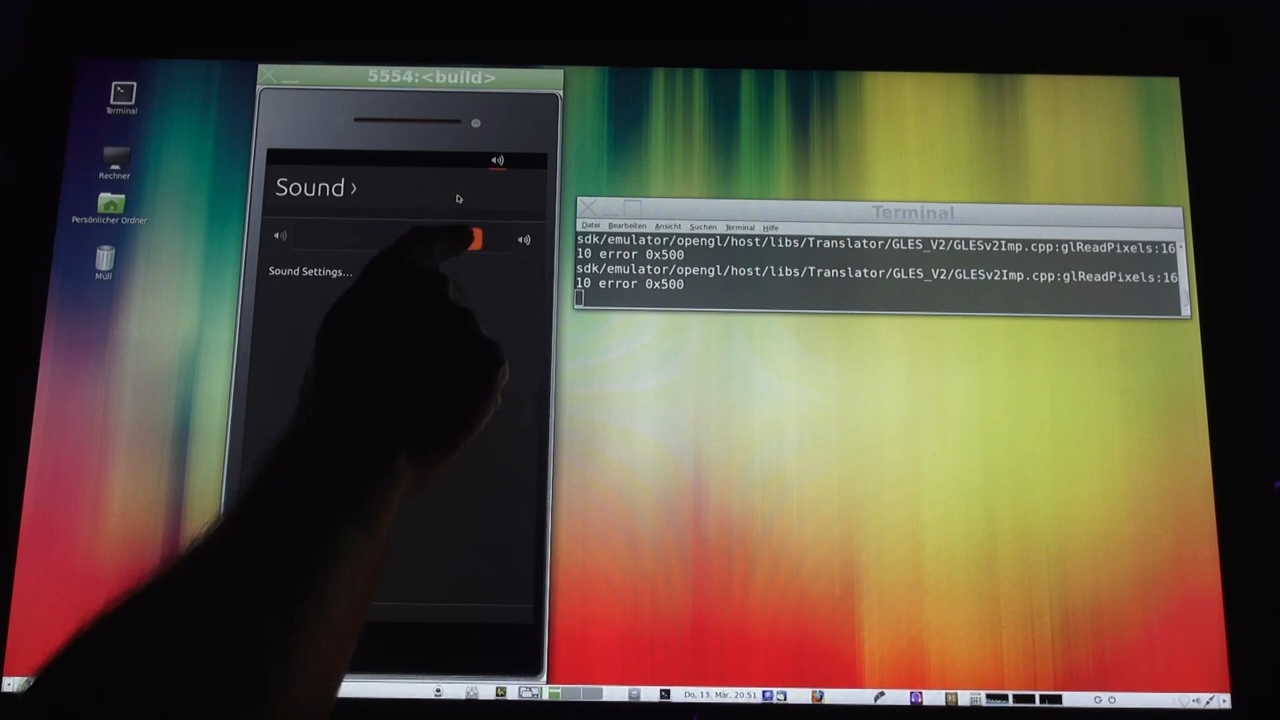 5554:<build>
Terminal
Rechner
Persönlicher Ordner
Müll
Sound ›
Sound Settings...
Terminal
Datei Bearbeiten Ansicht Suchen Terminal Hilfe
sdk/emulator/opengl/host/libs/Translator/GLES_V2/GLESv2Imp.cpp:glReadPixels:16
10 error 0x500
sdk/emulator/opengl/host/libs/Translator/GLES_V2/GLESv2Imp.cpp:glReadPixels:16
10 error 0x500
Do, 13. Mär, 20:51